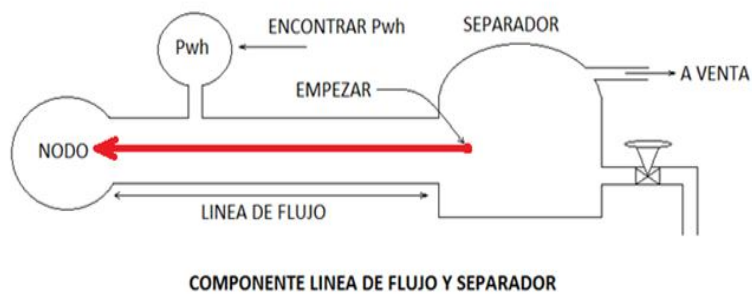 ENCONTRAR Pwh
SEPARADOR
Pwh
A VENTA
EMPEZAR
NODO
LINEA DE FLUJO
COMPONENTE LINEA DE FLUJO Y SEPARADOR